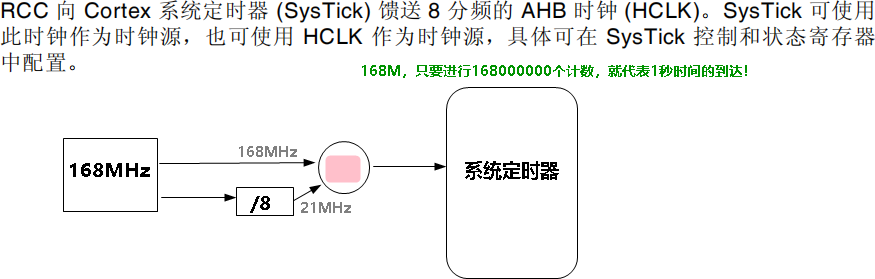 RCC 向 Cortex 系统定时器 (SysTick) 馈送 8 分频的 AHB 时钟 (HCLK)。SysTick 可使用
此时钟作为时钟源，也可使用 HCLK 作为时钟源，具体可在 SysTick 控制和状态寄存器
中配置。
168M，只要进行168000000个计数，就代表1秒时间的到达！
168MHz
168MHz
/8
21MHz
系统定时器